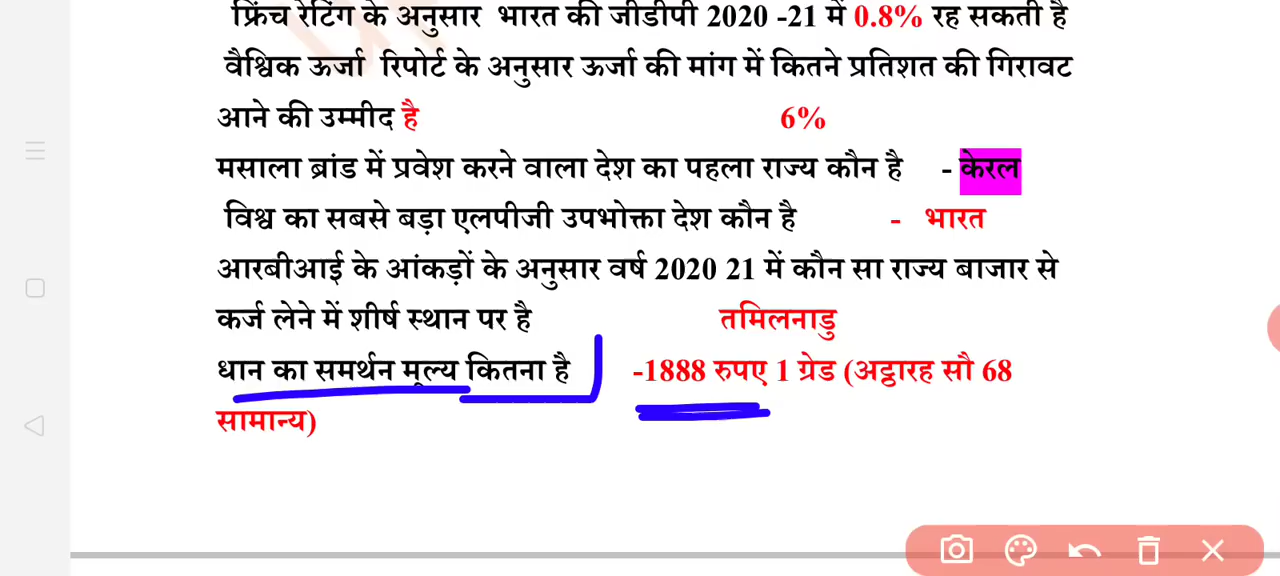 फ्रिंच रेटिंग के अनुसार भारत की जीडीपी 2020 -21 में 0.8% रह सकती है
वैश्विक ऊर्जा रिपोर्ट के अनुसार ऊर्जा की मांग में कितने प्रतिशत की गिरावट
आने की उम्मीद है 6%
मसाला ब्रांड में प्रवेश करने वाला देश का पहला राज्य कौन है - केरल
विश्व का सबसे बड़ा एलपीजी उपभोक्ता देश कौन है - भारत
आरबीआई के आंकड़ों के अनुसार वर्ष 2020 21 में कौन सा राज्य बाजार से
कर्ज लेने में शीर्ष स्थान पर है तमिलनाडु
धान का समर्थन मूल्य कितना है -1888 रुपए 1 ग्रेड (अट्ठारह सौ 68
सामान्य)